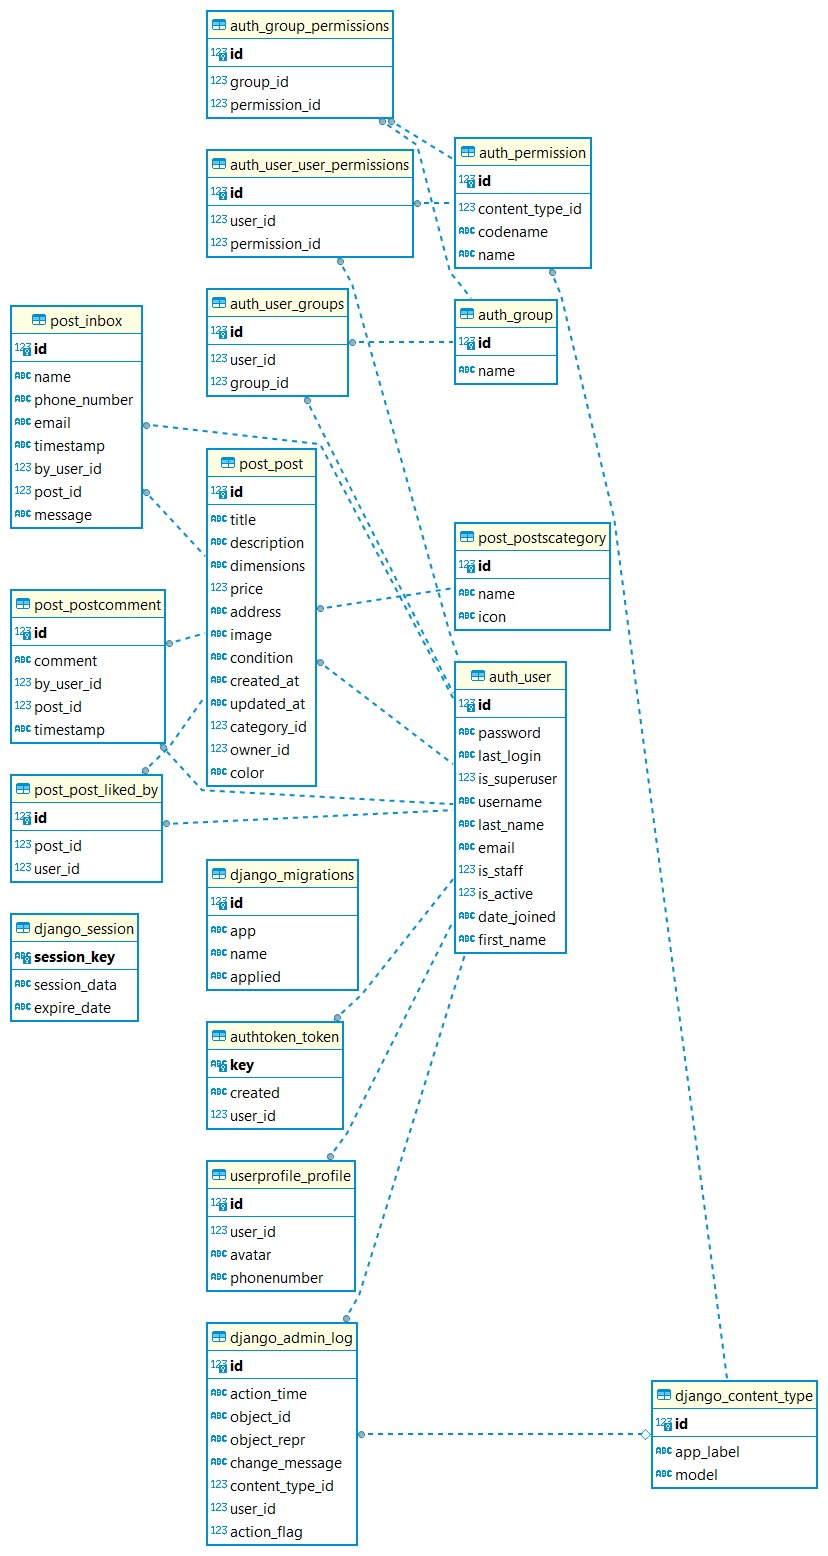 auth_group_permissions
123 id
123 group_id
123 permission_id
auth_user_user_permissions
123 id
123 user_id
123 permission_id
auth_permission
123 id
123 content_type_id
ABC codename
ABC name
auth_user_groups
123 id
123 user_id
123 group_id
auth_group
123 id
ABC name
post_inbox
123 id
ABC name
ABC phone_number
ABC email
ABC timestamp
123 by_user_id
123 post_id
ABC message
post_post
123 id
ABC title
ABC description
ABC dimensions
123 price
ABC address
ABC image
ABC condition
ABC created_at
ABC updated_at
123 category_id
123 owner_id
ABC color
post_postscategory
123 id
ABC name
ABC icon
post_postcomment
123 id
ABC comment
123 by_user_id
123 post_id
ABC timestamp
auth_user
123 id
ABC password
ABC last_login
123 is_superuser
ABC username
ABC last_name
ABC email
123 is_staff
123 is_active
ABC date_joined
ABC first_name
post_post_liked_by
123 id
123 post_id
123 user_id
django_migrations
123 id
ABC app
ABC name
ABC applied
django_session
ABC session_key
ABC session_data
ABC expire_date
authtoken_token
ABC key
ABC created
123 user_id
userprofile_profile
123 id
123 user_id
ABC avatar
ABC phonenumber
django_admin_log
123 id
ABC action_time
ABC object_id
ABC object_repr
ABC change_message
123 content_type_id
123 user_id
123 action_flag
django_content_type
123 id
ABC app_label
ABC model